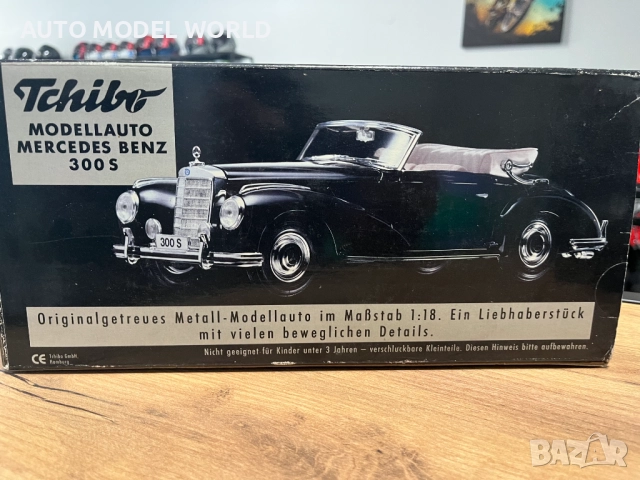 AUTO MODEL WORLD
Tchibo
MODELLAUTO
MERCEDES BENZ
300 S
300 S
Originalgetreues Metall-Modellauto im Maßstab 1:18. Ein Liebhaberstück
mit vielen beweglichen Details.
Nicht geeignet für Kinder unter 3 Jahren – verschluckbare Kleinteile. Diesen Hinweis bitte aufbewahren.
CE Tchibo GmbH,
Hamburg
BAZAR